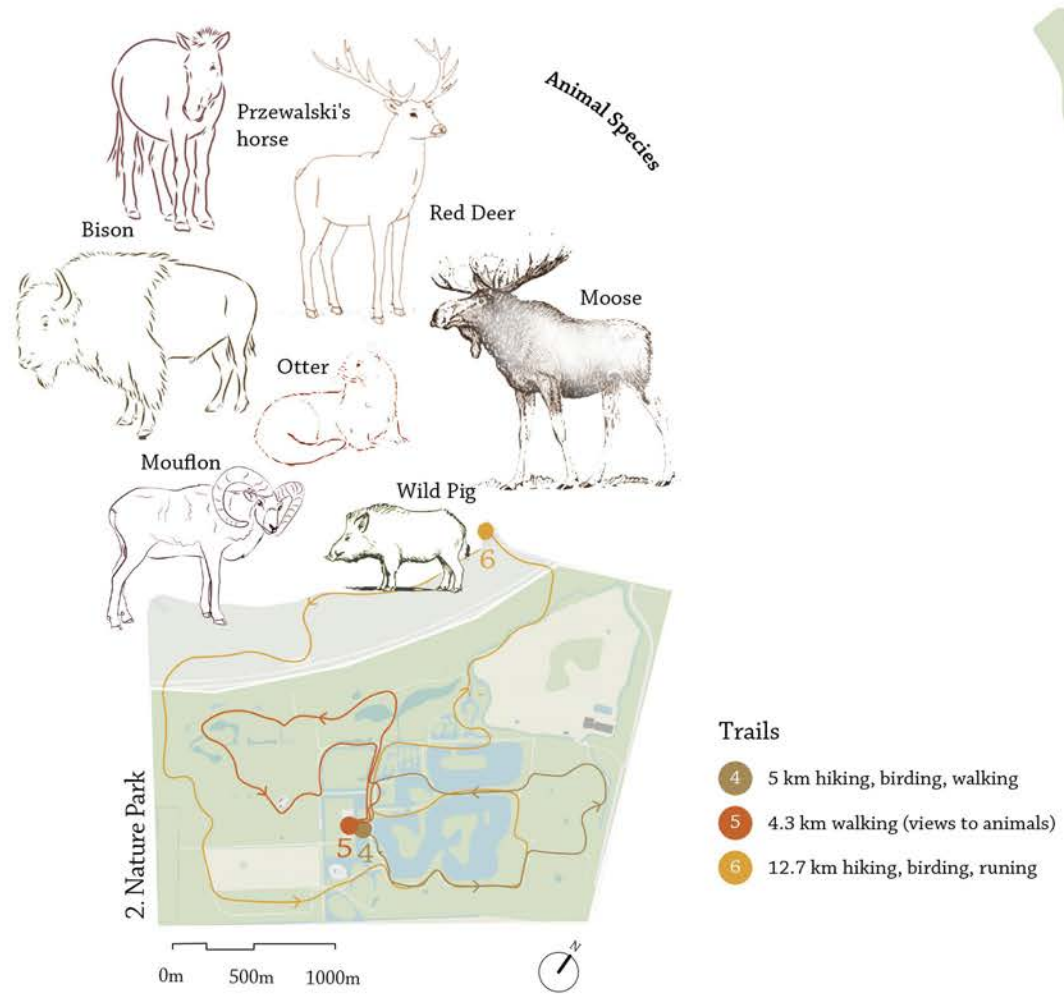 Animal Species
Przewalski's
horse
Red Deer
Bison
Moose
Otter
Mouflon
Wild Pig
6
2. Nature Park
5
4
Trails
4 5 km hiking, birding, walking
5 4.3 km walking (views to animals)
6 12.7 km hiking, birding, runing
0m 500m 1000m
N